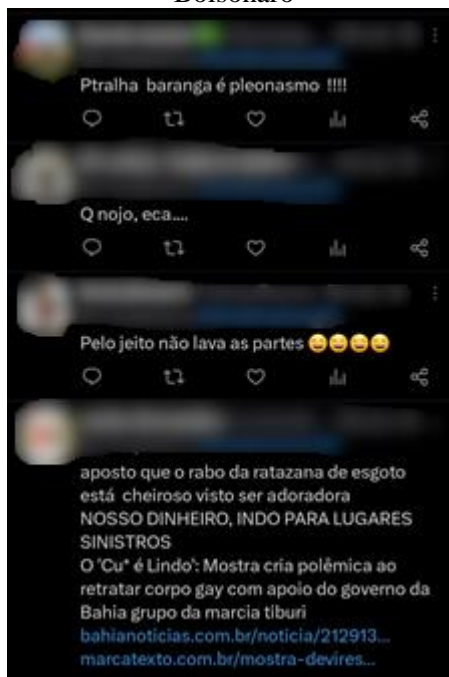 Bolsonaro
Ptralha baranga é pleonasmo !!!!
Q nojo, eca....
Pelo jeito não lava as partes 😄😄😄😄
aposto que o rabo da ratazana de esgoto
está cheiroso visto ser adoradora
NOSSO DINHEIRO, INDO PARA LUGARES
SINISTROS
O 'Cu* é Lindo': Mostra cria polêmica ao
retratar corpo gay com apoio do governo da
Bahia grupo da marcia tiburi
bahianoticias.com.br/noticia/212913...
marcatexto.com.br/mostra-devires...